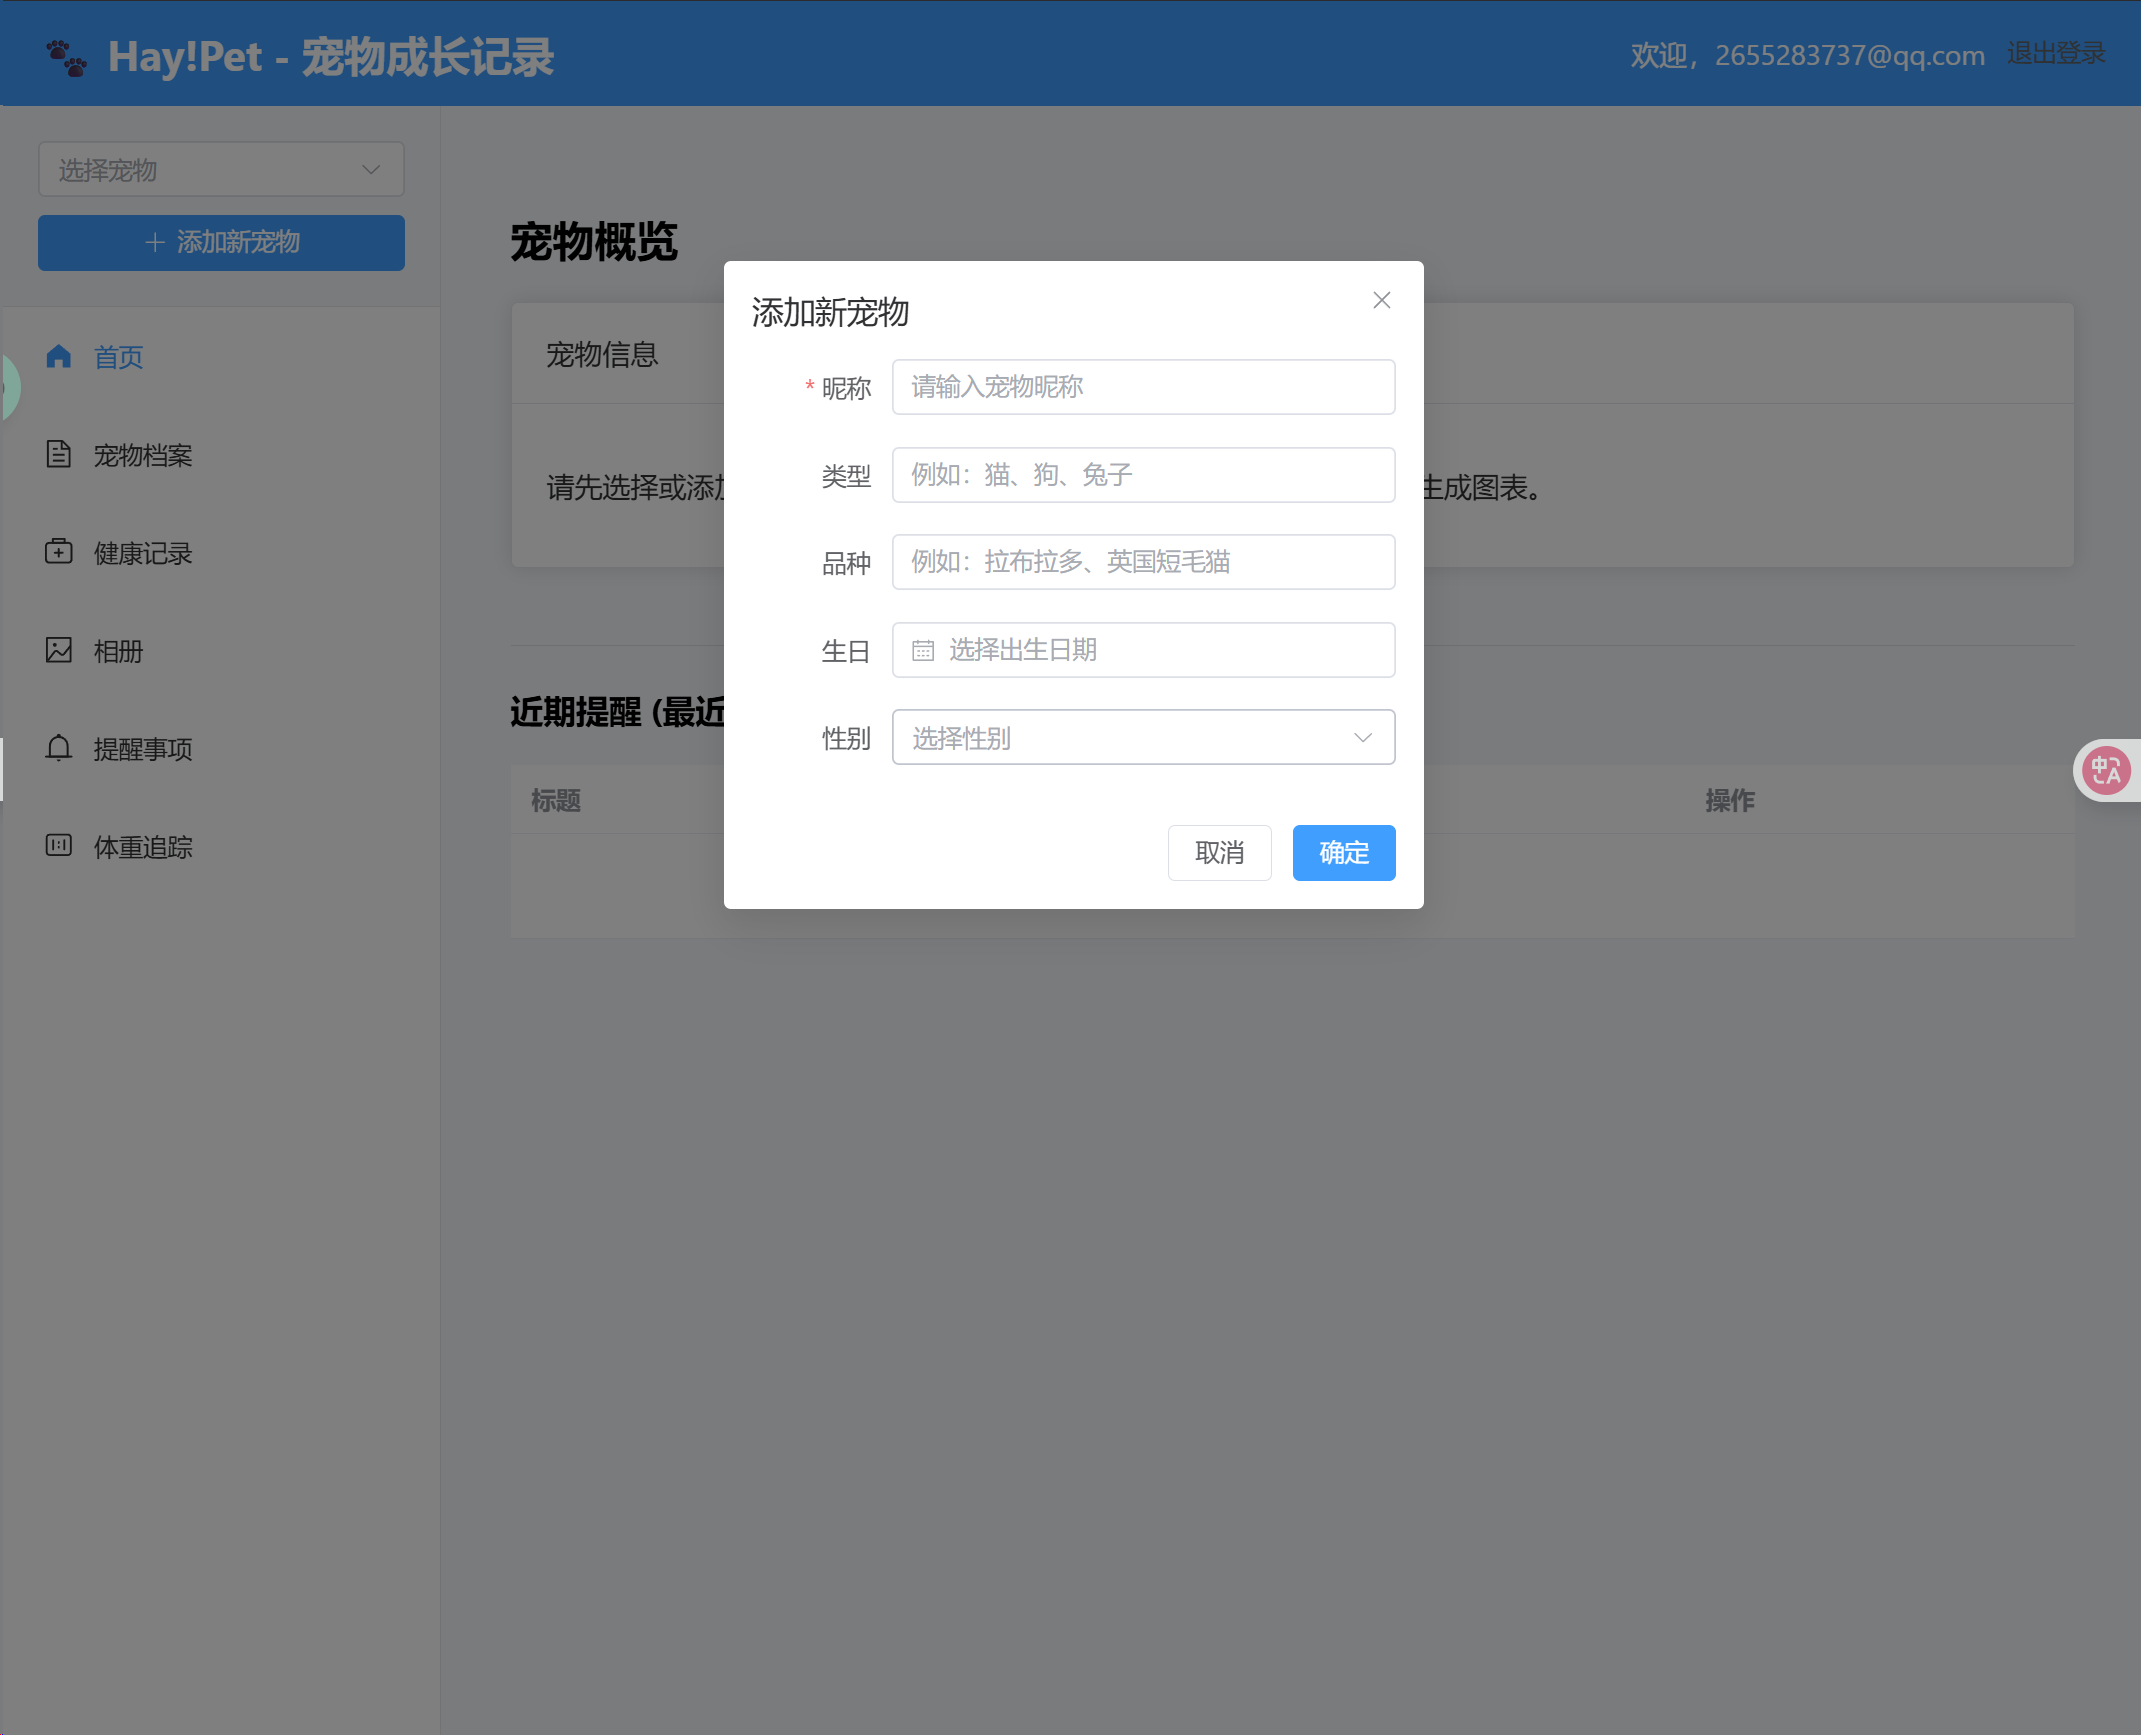 Hay!Pet - 宠物成长记录
欢迎，2655283737@qq.com 退出登录
选择宠物
添加新宠物
首页
宠物档案
健康记录
相册
提醒事项
体重追踪
宠物概览
宠物信息
请先选择或添加
生成图表。
近期提醒 (最近
标题
操作
添加新宠物
* 昵称 请输入宠物昵称
类型 例如：猫、狗、兔子
品种 例如：拉布拉多、英国短毛猫
生日 选择出生日期
性别 选择性别
取消 确定
中A